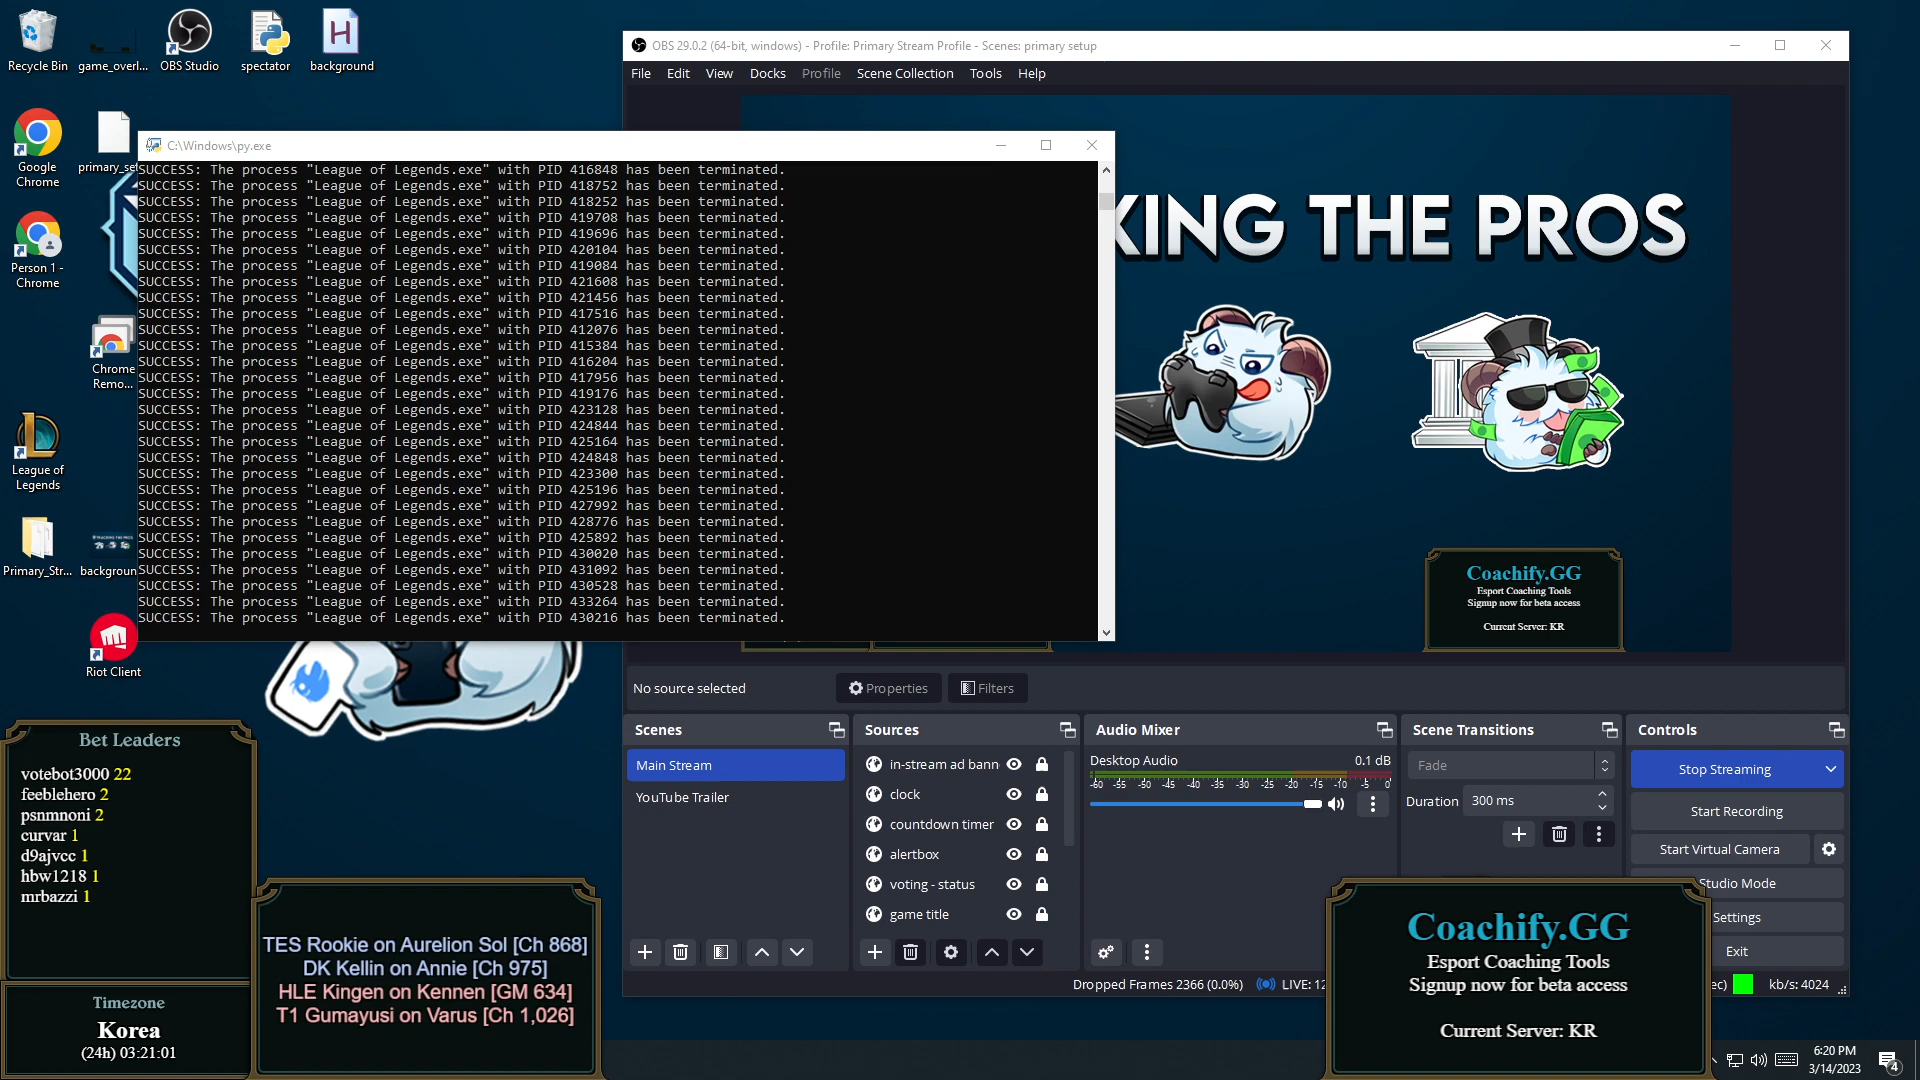 Recycle Bin
game_overl...
OBS Studio
spectator
background
Google Chrome
primary_se
Person 1 - Chrome
Chrome Remo...
League of Legends
Primary_Str...
backgroun
Riot Client
C:\Windows\py.exe
SUCCESS: The process "League of Legends.exe" with PID 416848 has been terminated.
SUCCESS: The process "League of Legends.exe" with PID 418752 has been terminated.
SUCCESS: The process "League of Legends.exe" with PID 418252 has been terminated.
SUCCESS: The process "League of Legends.exe" with PID 419708 has been terminated.
SUCCESS: The process "League of Legends.exe" with PID 419696 has been terminated.
SUCCESS: The process "League of Legends.exe" with PID 420104 has been terminated.
SUCCESS: The process "League of Legends.exe" with PID 419084 has been terminated.
SUCCESS: The process "League of Legends.exe" with PID 421608 has been terminated.
SUCCESS: The process "League of Legends.exe" with PID 421456 has been terminated.
SUCCESS: The process "League of Legends.exe" with PID 417516 has been terminated.
SUCCESS: The process "League of Legends.exe" with PID 412076 has been terminated.
SUCCESS: The process "League of Legends.exe" with PID 415384 has been terminated.
SUCCESS: The process "League of Legends.exe" with PID 416204 has been terminated.
SUCCESS: The process "League of Legends.exe" with PID 417956 has been terminated.
SUCCESS: The process "League of Legends.exe" with PID 419176 has been terminated.
SUCCESS: The process "League of Legends.exe" with PID 423128 has been terminated.
SUCCESS: The process "League of Legends.exe" with PID 424844 has been terminated.
SUCCESS: The process "League of Legends.exe" with PID 425164 has been terminated.
SUCCESS: The process "League of Legends.exe" with PID 424848 has been terminated.
SUCCESS: The process "League of Legends.exe" with PID 423300 has been terminated.
SUCCESS: The process "League of Legends.exe" with PID 425196 has been terminated.
SUCCESS: The process "League of Legends.exe" with PID 427992 has been terminated.
SUCCESS: The process "League of Legends.exe" with PID 428776 has been terminated.
SUCCESS: The process "League of Legends.exe" with PID 425892 has been terminated.
SUCCESS: The process "League of Legends.exe" with PID 430020 has been terminated.
SUCCESS: The process "League of Legends.exe" with PID 431092 has been terminated.
SUCCESS: The process "League of Legends.exe" with PID 430528 has been terminated.
SUCCESS: The process "League of Legends.exe" with PID 433264 has been terminated.
SUCCESS: The process "League of Legends.exe" with PID 430216 has been terminated.
OBS 29.0.2 (64-bit, windows) - Profile: Primary Stream Profile - Scenes: primary setup
File Edit View Docks Profile Scene Collection Tools Help
KING THE PROS
Coachify.GG
Esport Coaching Tools
Signup now for beta access
Current Server: KR
No source selected
Properties
Filters
Scenes
Main Stream
YouTube Trailer
Sources
in-stream ad bann
clock
countdown timer
alertbox
voting - status
game title
Audio Mixer
Desktop Audio 0.1 dB
-60 -55 -50 -45 -40 -35 -30 -25 -20 -15 -10 -5 0
Scene Transitions
Fade
Duration 300 ms
Controls
Stop Streaming
Start Recording
Start Virtual Camera
Studio Mode
Settings
Exit
Dropped Frames 2366 (0.0%)
LIVE: 12
ec)
kb/s: 4024
Bet Leaders
votebot3000 22
feeblehero 2
psnmnoni 2
curvar 1
d9ajvcc 1
hbw1218 1
mrbazzi 1
Timezone
Korea
(24h) 03:21:01
TES Rookie on Aurelion Sol [Ch 868]
DK Kellin on Annie [Ch 975]
HLE Kingen on Kennen [GM 634]
T1 Gumayusi on Varus [Ch 1,026]
Coachify.GG
Esport Coaching Tools
Signup now for beta access
Current Server: KR
6:20 PM
3/14/2023
4